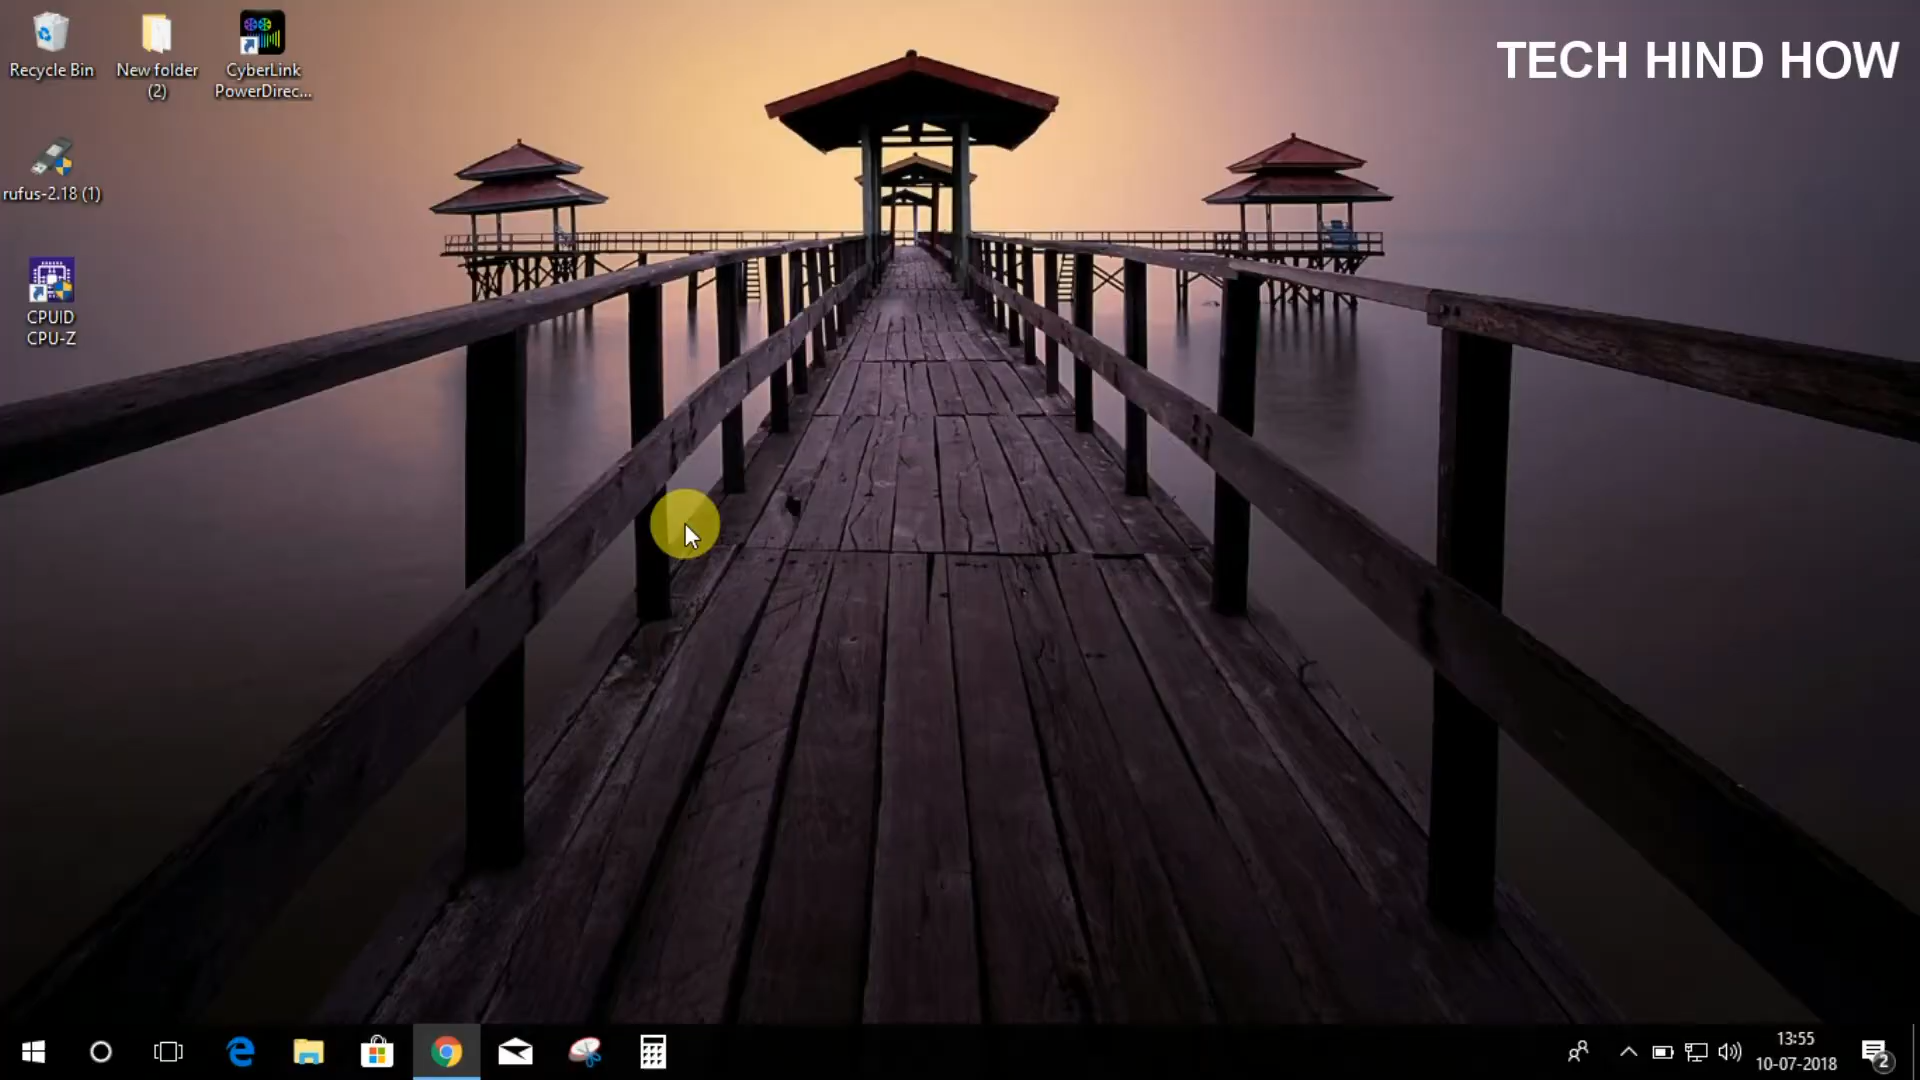 TECH HIND HOW
Recycle Bin
New folder
(2)
CyberLink
PowerDirec...
rufus-2.18 (1)
CPUID
CPU-Z
13:55
10-07-2018
2